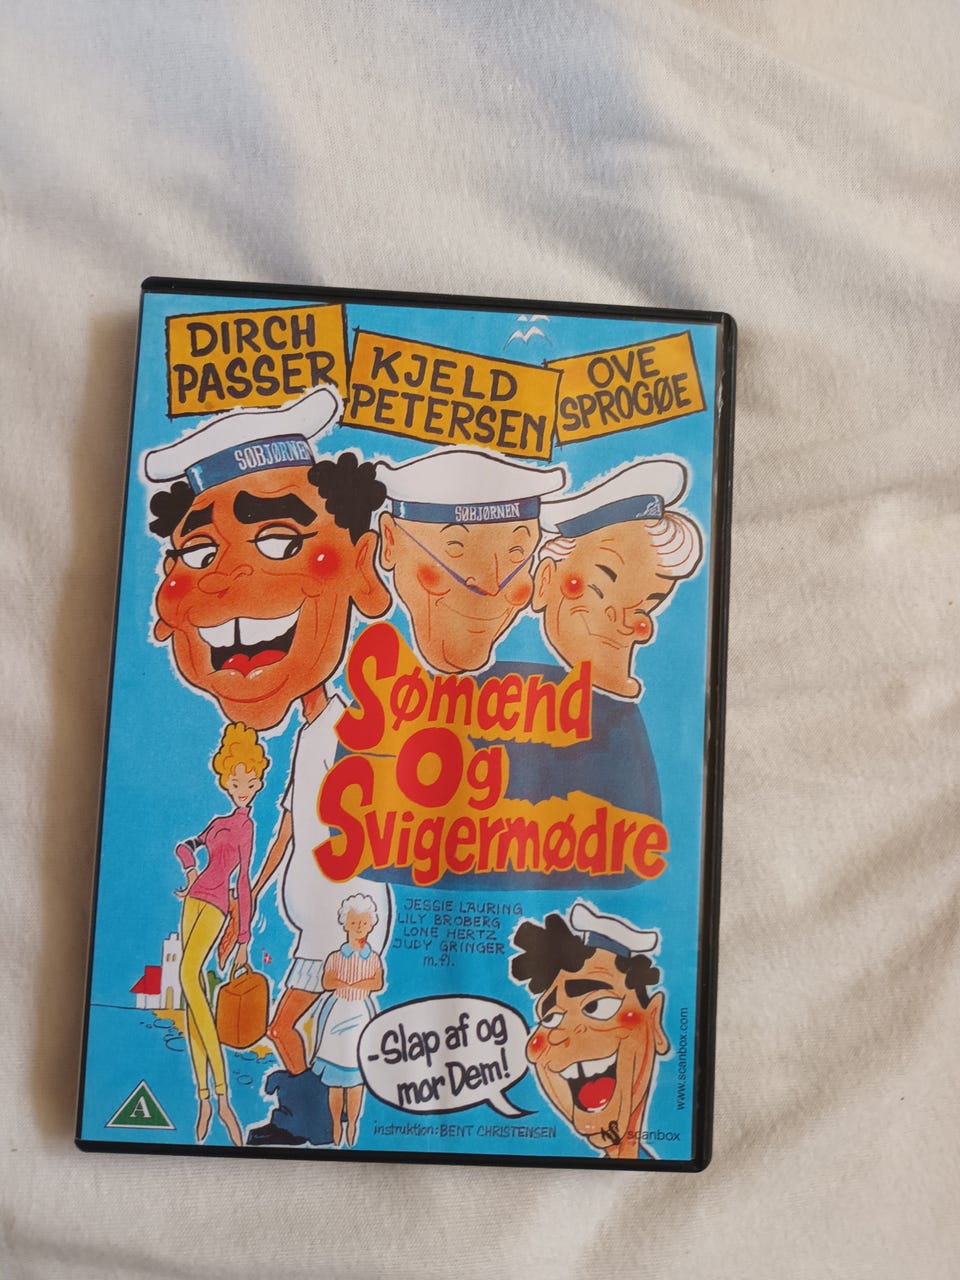 DIRCH
PASSER
KJELD
PETERSEN
OVE
SPROGØE
SØBJØRNEN
SØBJØRNEN
Sømænd
Og
Svigermødre
JESSIE LAURING
LILY BROBERG
LONE HERTZ
JUDY GRINGER
m.fl.
-Slap af og
mor Dem!
A
instruktion: BENT CHRISTENSEN
scanbox
www.scanbox.com